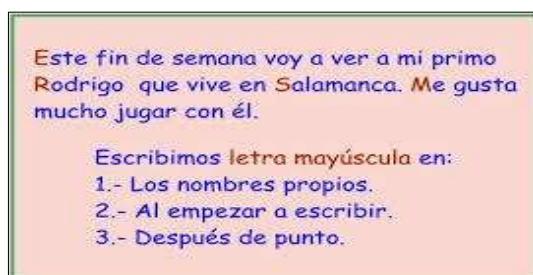 Este fin de semana voy a ver a mi primo
Rodrigo que vive en Salamanca. Me gusta
mucho jugar con él.
Escribimos letra mayúscula en:
1.- Los nombres propios.
2.- Al empezar a escribir.
3.- Después de punto.